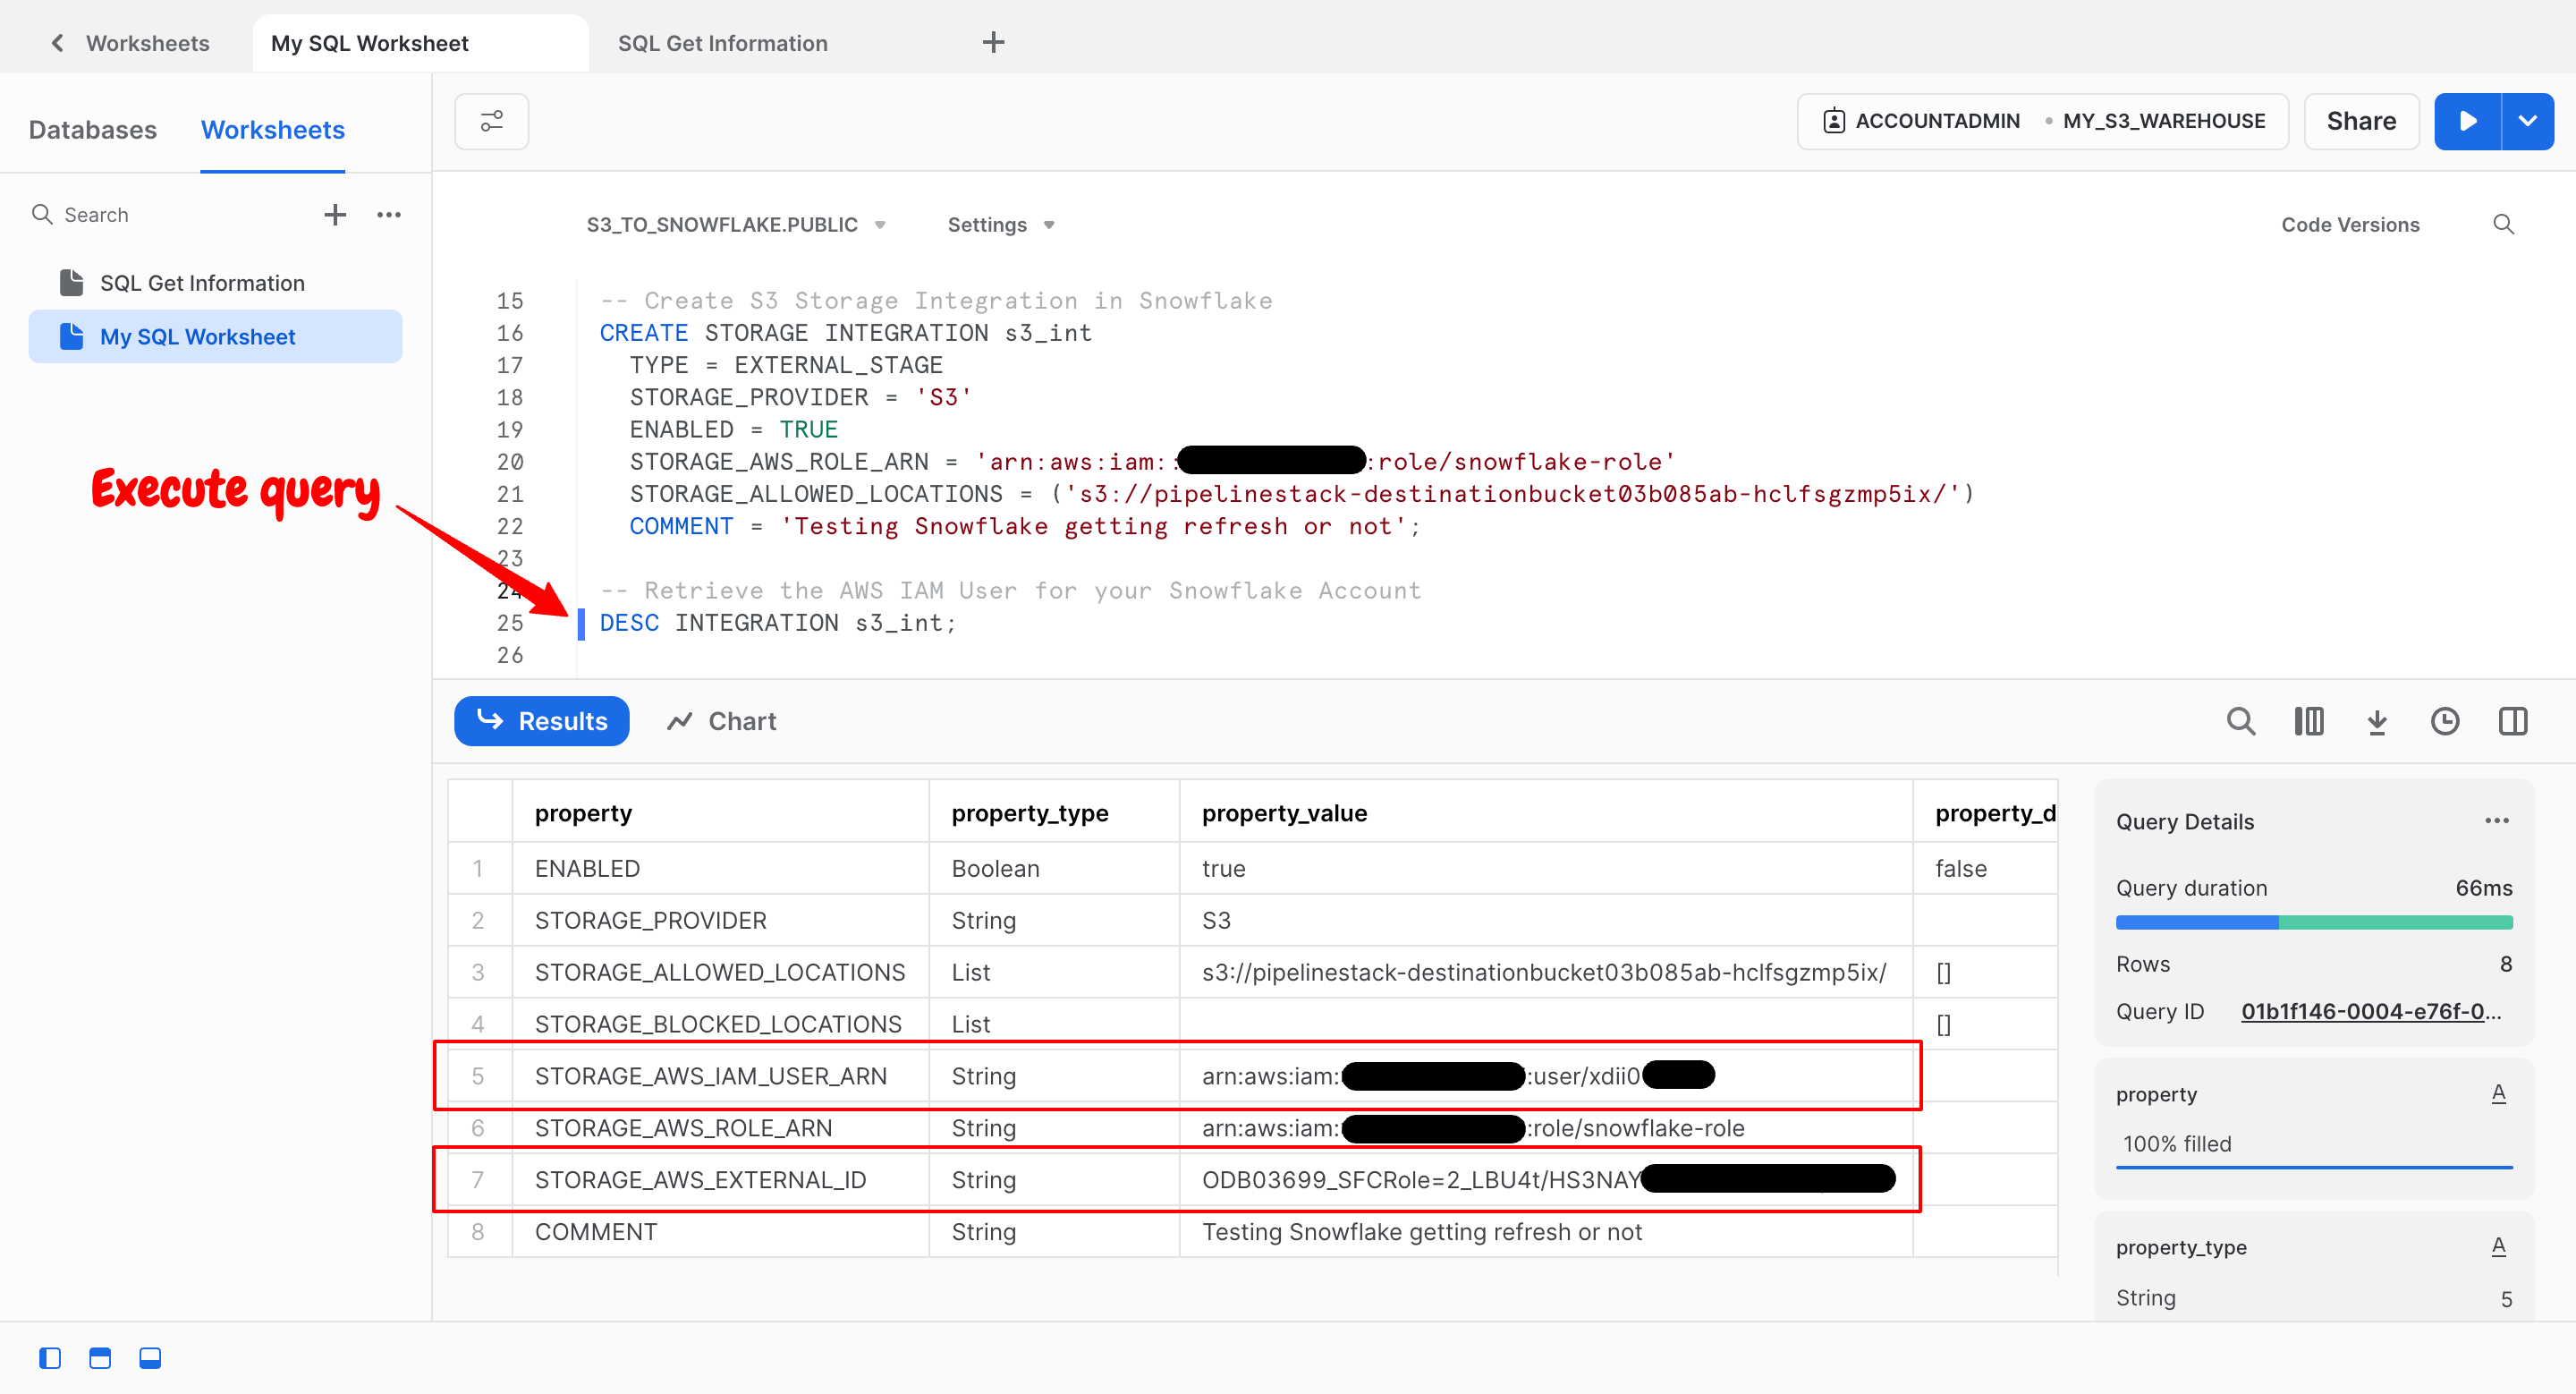 Worksheets
My SQL Worksheet
SQL Get Information
Databases
Worksheets
ACCOUNTADMIN
MY_S3_WAREHOUSE
Share
Search
SQL Get Information
My SQL Worksheet
S3_TO_SNOWFLAKE.PUBLIC
Settings
Code Versions
15 -- Create S3 Storage Integration in Snowflake
16 CREATE STORAGE INTEGRATION s3_int
17 TYPE = EXTERNAL_STAGE
18 STORAGE_PROVIDER = 'S3'
19 ENABLED = TRUE
20 STORAGE_AWS_ROLE_ARN = 'arn:aws:iam:: :role/snowflake-role'
21 STORAGE_ALLOWED_LOCATIONS = ('s3://pipelinestack-destinationbucket03b085ab-hclfsgzmp5ix/')
22 COMMENT = 'Testing Snowflake getting refresh or not';
23
24 -- Retrieve the AWS IAM User for your Snowflake Account
25 DESC INTEGRATION s3_int;
26
Execute query
Results
Chart
property property_type property_value property_d
1 ENABLED Boolean true false
2 STORAGE_PROVIDER String S3
3 STORAGE_ALLOWED_LOCATIONS List s3://pipelinestack-destinationbucket03b085ab-hclfsgzmp5ix/ []
4 STORAGE_BLOCKED_LOCATIONS List []
5 STORAGE_AWS_IAM_USER_ARN String arn:aws:iam: :user/xdii0
6 STORAGE_AWS_ROLE_ARN String arn:aws:iam: :role/snowflake-role
7 STORAGE_AWS_EXTERNAL_ID String ODB03699_SFCRole=2_LBU4t/HS3NAY
8 COMMENT String Testing Snowflake getting refresh or not
Query Details
Query duration 66ms
Rows 8
Query ID 01b1f146-0004-e76f-0...
property A
100% filled
property_type A
String 5